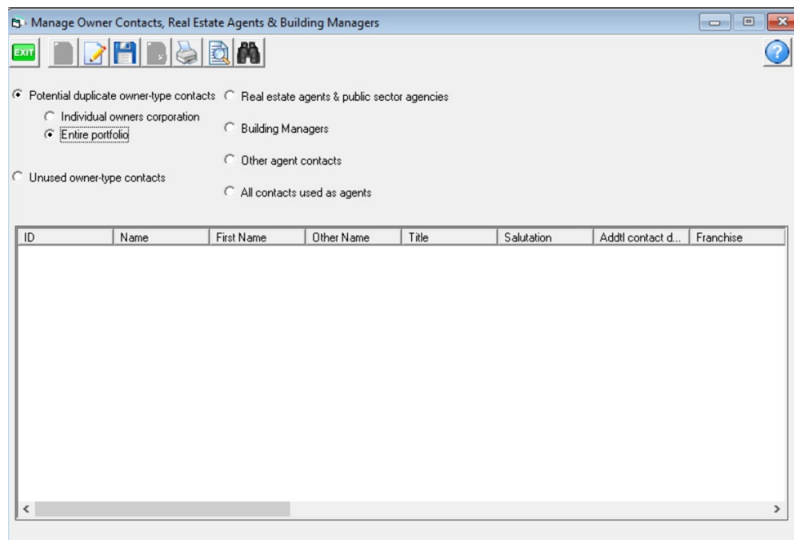 Manage Owner Contacts, Real Estate Agents & Building Managers
EXIT
?
Potential duplicate owner-type contacts
Real estate agents & public sector agencies
Individual owners corporation
Building Managers
Entire portfolio
Other agent contacts
Unused owner-type contacts
All contacts used as agents
ID Name First Name Other Name Title Salutation Addtl contact d... Franchise